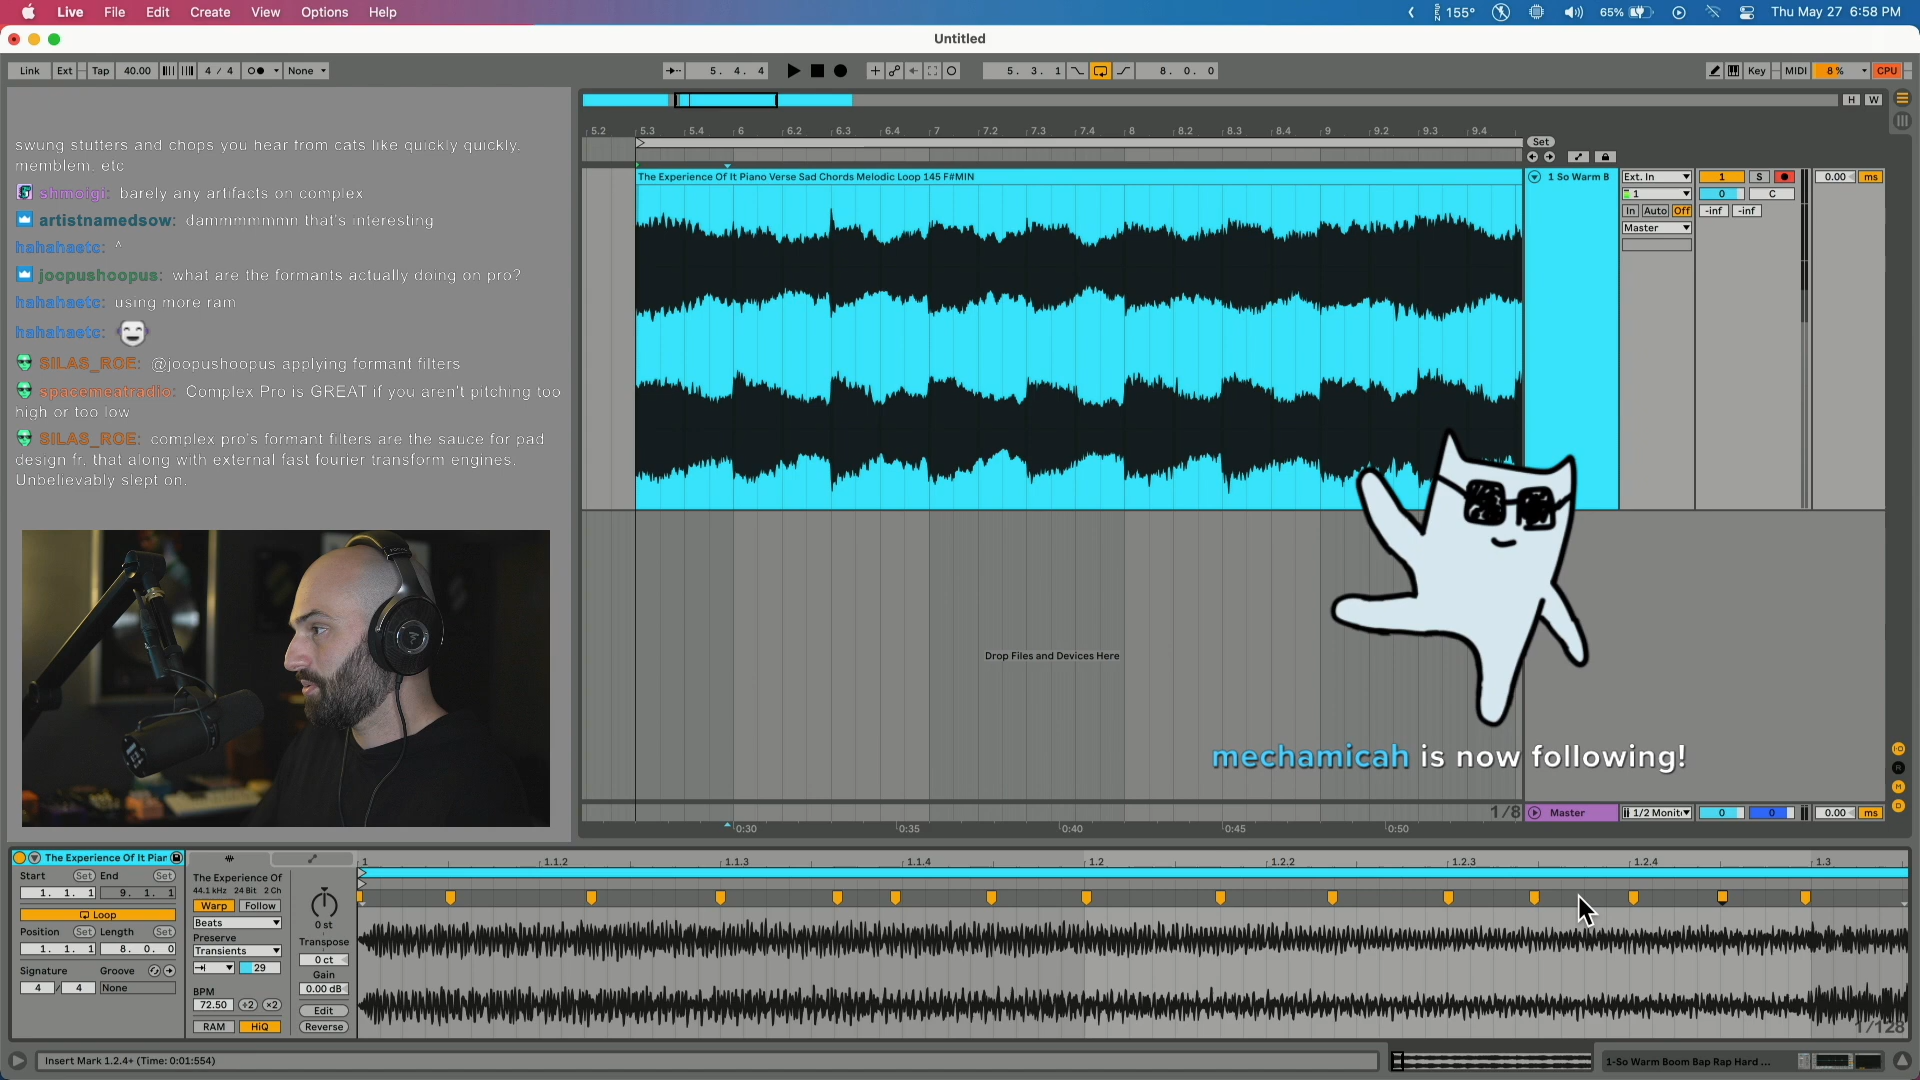 Live File Edit Create View Options Help
155° 65% Thu May 27 6:58 PM
Untitled
Link Ext Tap 40.00 4 / 4 None 5. 4. 4 5. 3. 1 8. 0. 0 Key MIDI 8 % CPU
H W
5.2 5.3 5.4 6 6.2 6.3 6.4 7 7.2 7.3 7.4 8 8.2 8.3 8.4 9 9.2 9.3 9.4
Set
swung stutters and chops you hear from cats like quickly quickly,
memblem. etc
shmoigi: barely any artifacts on complex
artistnamedsow: dammmmmmn that's interesting
hahahaetc: ^
joopushoopus: what are the formants actually doing on pro?
hahahaetc: using more ram
hahahaetc:
SILAS_ROE: @joopushoopus applying formant filters
spacemeatradio: Complex Pro is GREAT if you aren't pitching too
high or too low
SILAS_ROE: complex pro's formant filters are the sauce for pad
design fr. that along with external fast fourier transform engines.
Unbelievably slept on.
The Experience Of It Piano Verse Sad Chords Melodic Loop 145 F#MIN
1 So Warm B Ext. In 1 S 0.00 ms
1 0 C
In Auto Off -inf -inf
Master
Drop Files and Devices Here
mechamicah is now following!
1/8 Master 1/2 Monit 0 0 0.00 ms
0:30 0:35 0:40 0:45 0:50
The Experience Of It Piar
Start Set End Set
1. 1. 1 9. 1. 1
Loop
Position Set Length Set
1. 1. 1 8. 0. 0
Signature Groove
4 / 4 None
The Experience Of
44.1 kHz 24 Bit 2 Ch
Warp Follow
Beats
Preserve
Transients
29
BPM
72.50 ÷2 ×2
RAM HiQ
0 st
Transpose
0 ct
Gain
0.00 dB
Edit
Reverse
1 1.1.2 1.1.3 1.1.4 1.2 1.2.2 1.2.3 1.2.4 1.3
1/128
Insert Mark 1.2.4+ (Time: 0:01:554)
1-So Warm Boom Bap Rap Hard ...